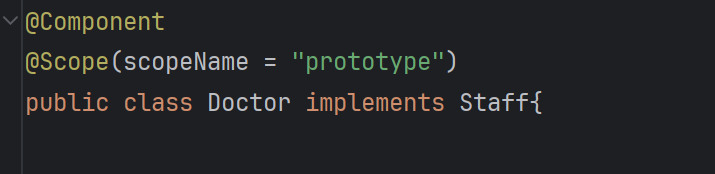 @Component
@Scope(scopeName = "prototype")
public class Doctor implements Staff{